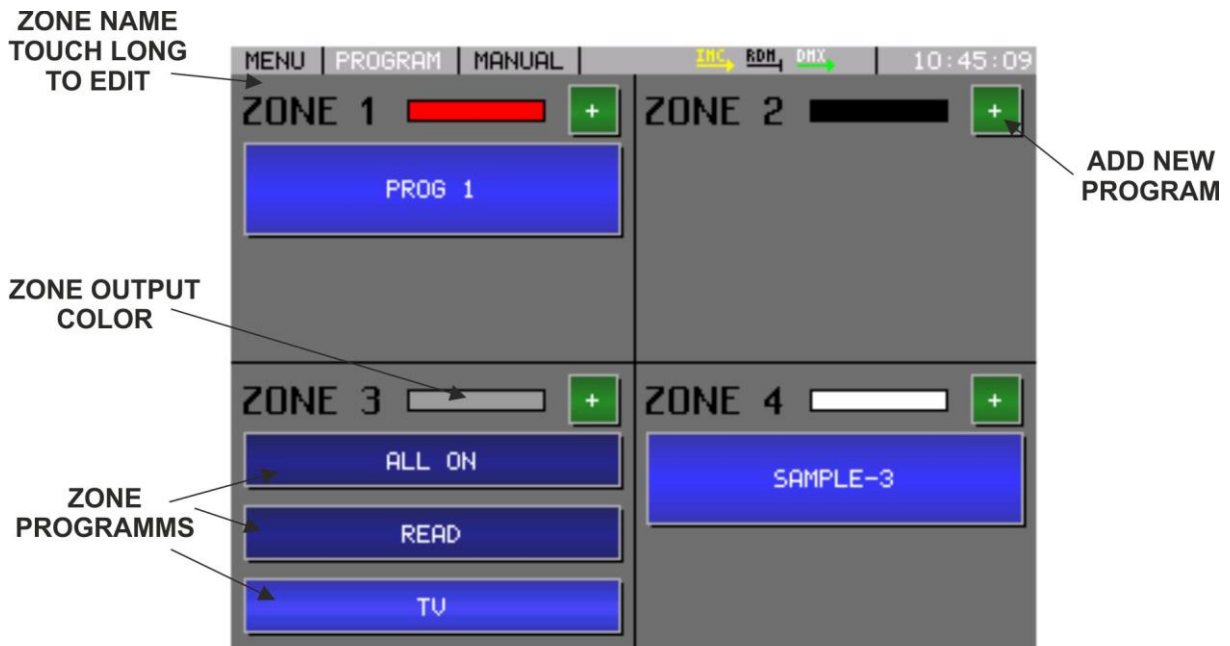 ZONE NAME
TOUCH LONG
TO EDIT
MENU PROGRAM MANUAL INC RDM DMX 10:45:09
ZONE 1 +
ZONE 2 +
PROG 1
ADD NEW
PROGRAM
ZONE OUTPUT
COLOR
ZONE 3 +
ZONE 4 +
ALL ON
READ
TV
SAMPLE-3
ZONE
PROGRAMMS